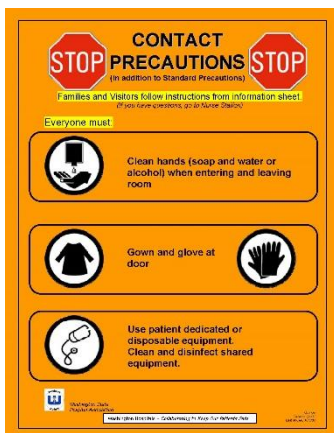 STOP
CONTACT
PRECAUTIONS
STOP
(In addition to Standard Precautions)
Families and Visitors follow instructions from information sheet.
(If you have questions, go to Nurse Station)
Everyone must:
Clean hands (soap and water or
alcohol) when entering and leaving
room
Gown and glove at
door
Use patient dedicated or
disposable equipment.
Clean and disinfect shared
equipment.
Washington State
Hospital Association